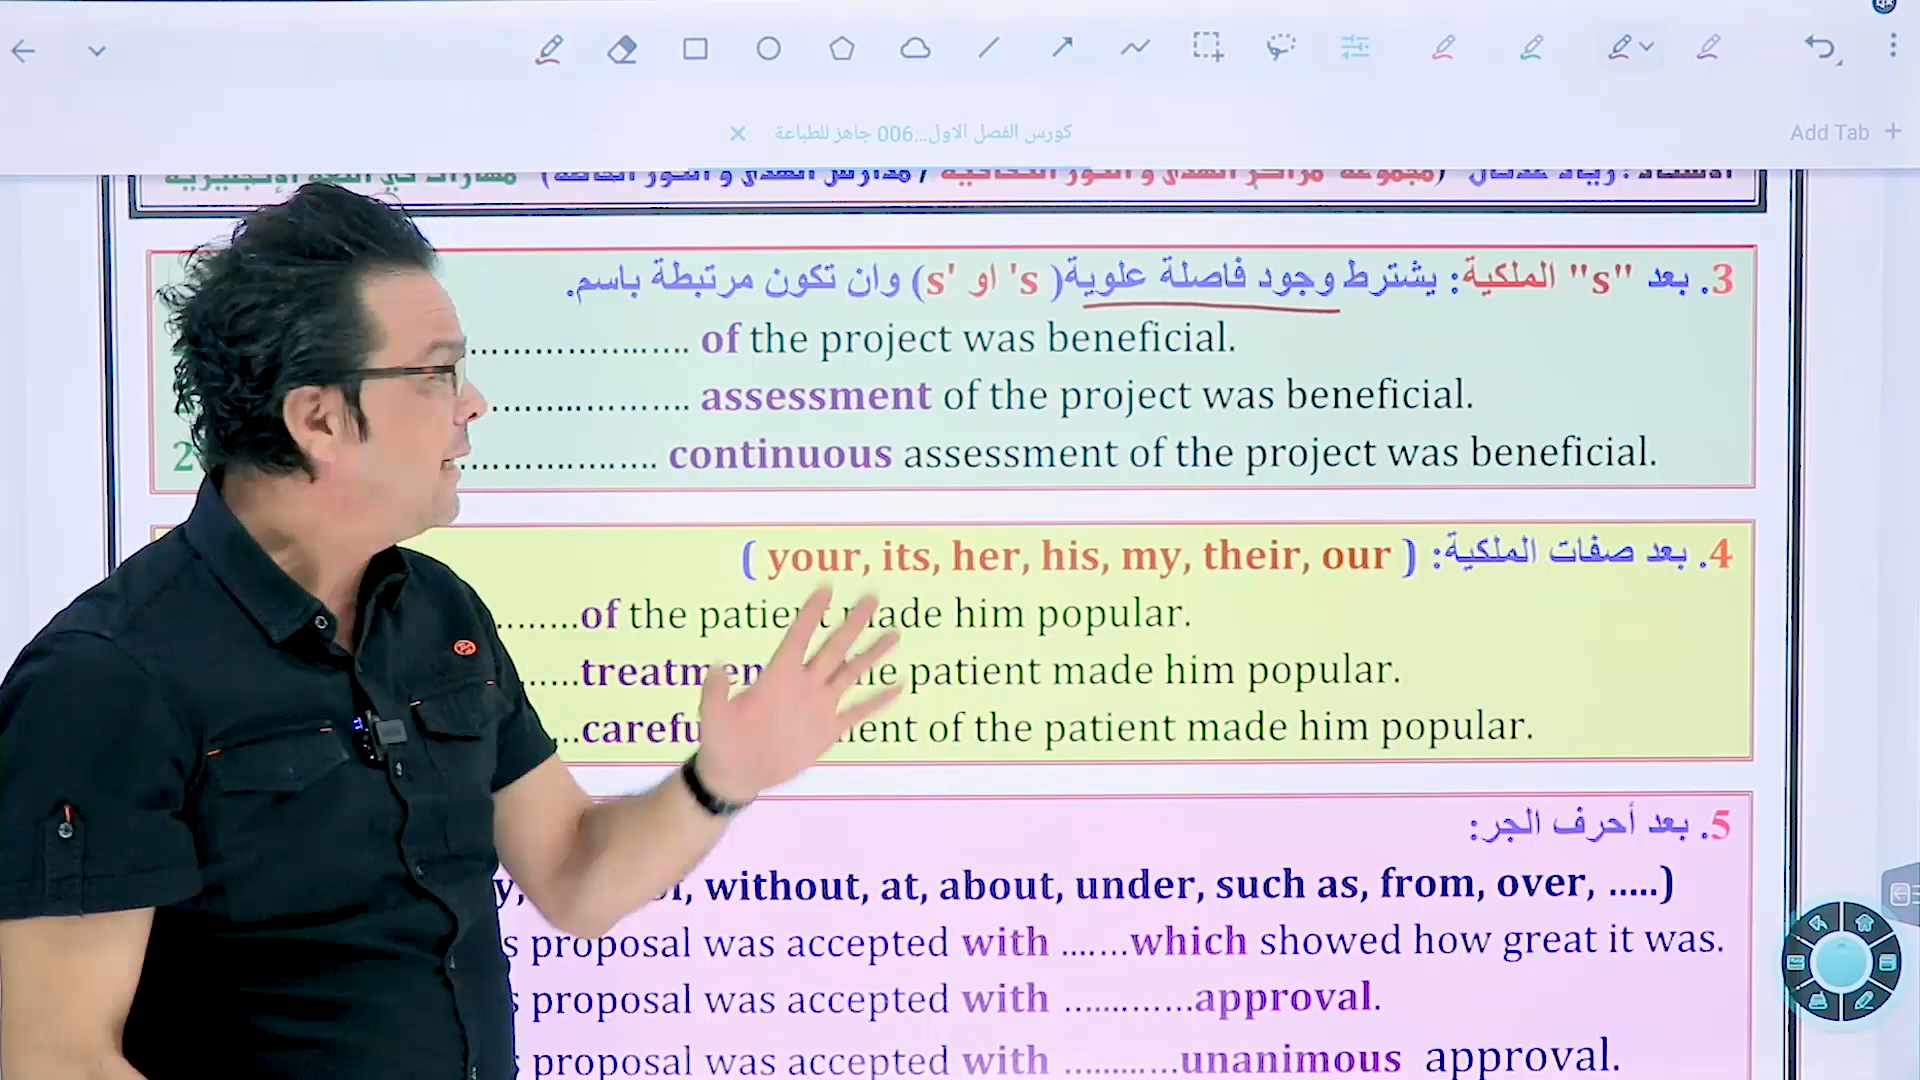 كورس الفصل الاول...006 جاهز للطباعة
Add Tab
3. بعد "s" الملكية: يشترط وجود فاصلة علوية( s' او 's) وان تكون مرتبطة باسم.
........................ of the project was beneficial.
...................... assessment of the project was beneficial.
2 .................... continuous assessment of the project was beneficial.
4. بعد صفات الملكية: ( your, its, her, his, my, their, our )
........of the patient made him popular.
......treatment the patient made him popular.
...carefu ent of the patient made him popular.
5. بعد أحرف الجر:
without, at, about, under, such as, from, over, .....)
s proposal was accepted with .......which showed how great it was.
s proposal was accepted with .............approval.
s proposal was accepted with ...........unanimous approval.